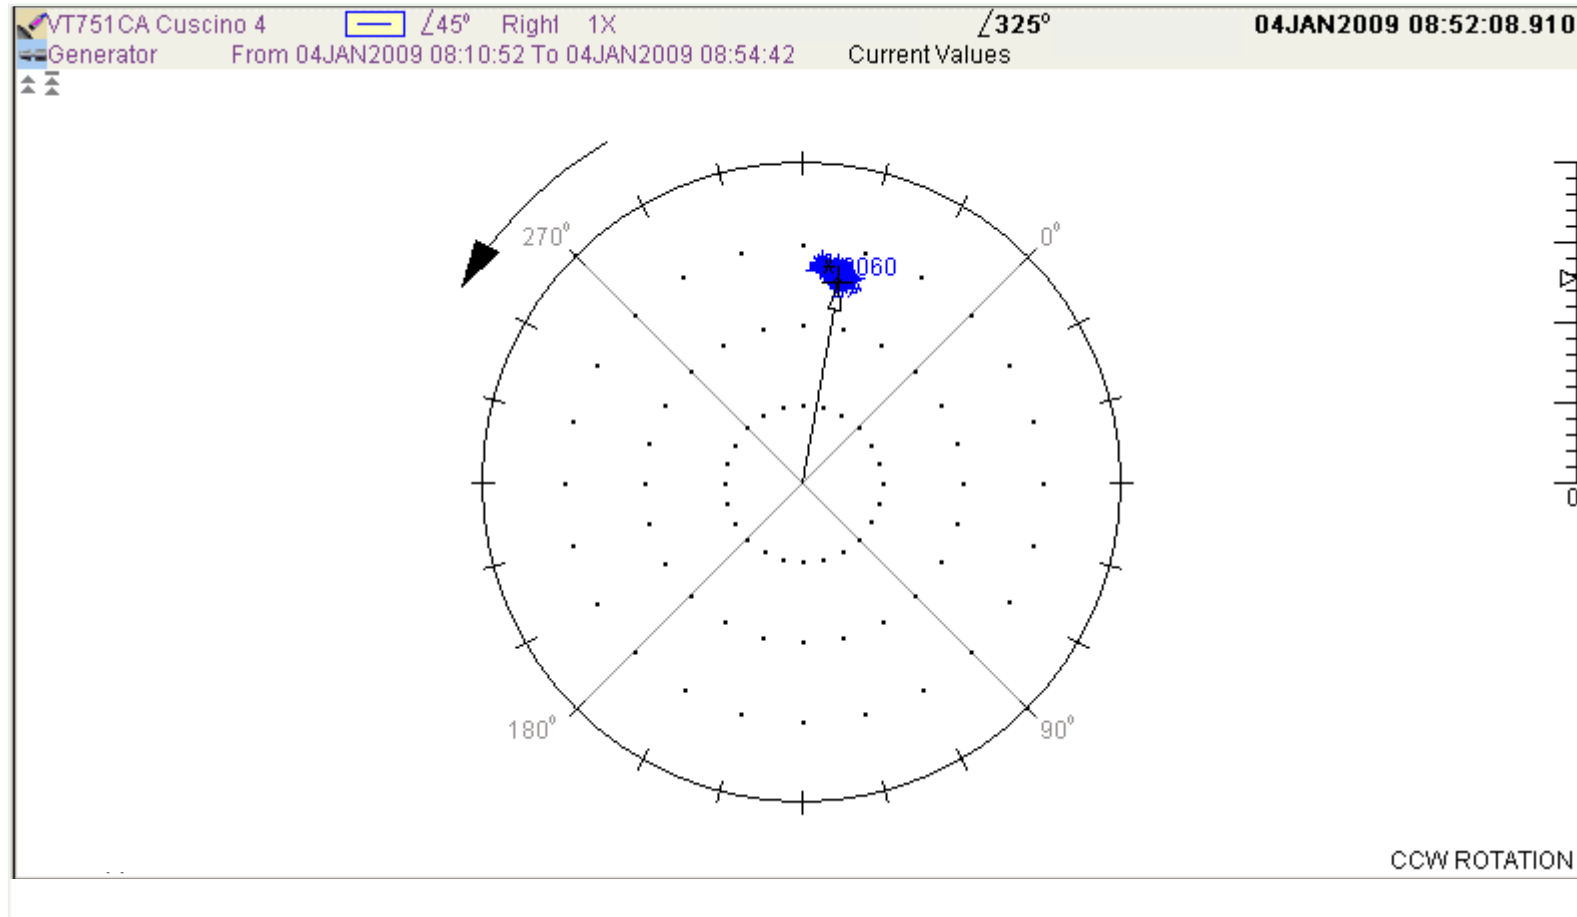 VT751CA Cuscino 4 ∠45° Right 1X ∠325° 04JAN2009 08:52:08.910
Generator From 04JAN2009 08:10:52 To 04JAN2009 08:54:42 Current Values
270° 0°
180° 90°
0
CCW ROTATION